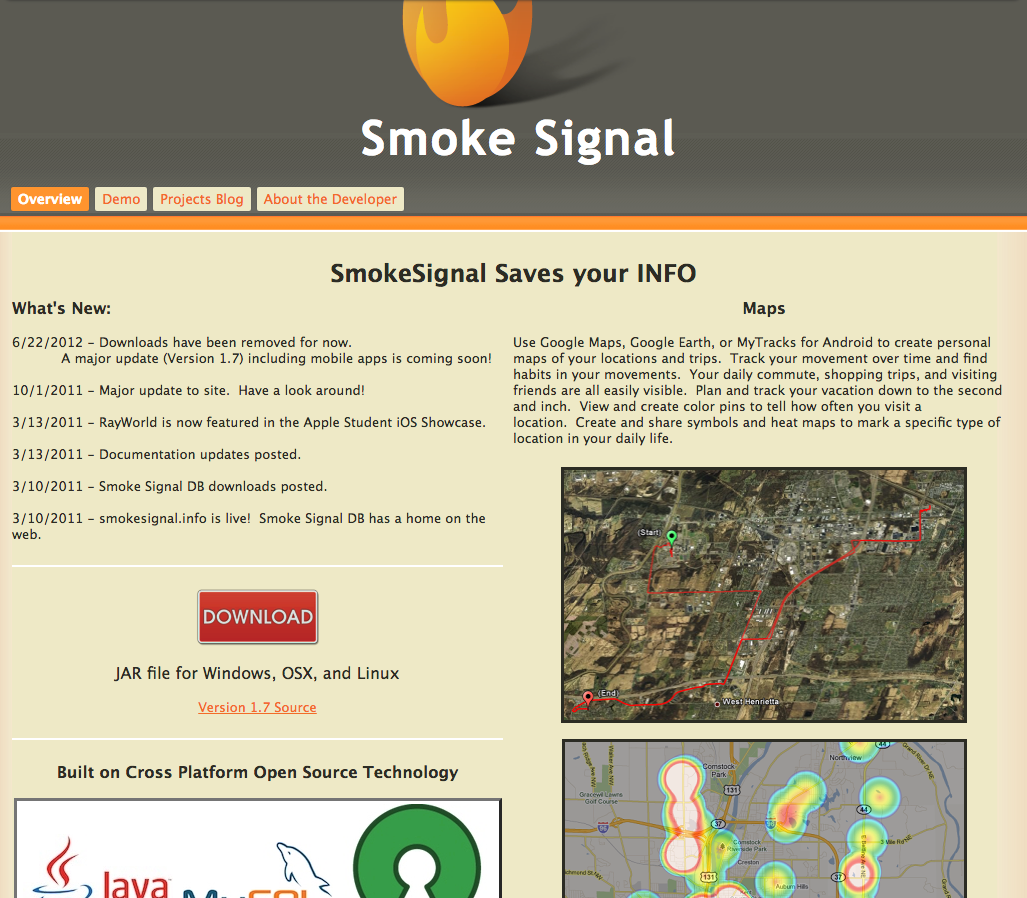 Smoke Signal
Overview
Demo
Projects Blog
About the Developer
SmokeSignal Saves your INFO
What's New:
6/22/2012 – Downloads have been removed for now.
A major update (Version 1.7) including mobile apps is coming soon!
10/1/2011 – Major update to site.  Have a look around!
3/13/2011 – RayWorld is now featured in the Apple Student iOS Showcase.
3/13/2011 – Documentation updates posted.
3/10/2011 – Smoke Signal DB downloads posted.
3/10/2011 – smokesignal.info is live!  Smoke Signal DB has a home on the
web.
DOWNLOAD
JAR file for Windows, OSX, and Linux
Version 1.7 Source
Built on Cross Platform Open Source Technology
Java
MySQL
Maps
Use Google Maps, Google Earth, or MyTracks for Android to create personal
maps of your locations and trips.  Track your movement over time and find
habits in your movements.  Your daily commute, shopping trips, and visiting
friends are all easily visible.  Plan and track your vacation down to the second
and inch.  View and create color pins to tell how often you visit a
location.  Create and share symbols and heat maps to mark a specific type of
location in your daily life.
(Start)
(End)
West Henrietta
44
Northview
Grand River Dr NE
Comstock
Park
131
Gracewil Lawns
Golf Course
44
37
Comstock
Riverside Park
3 Mile Rd NE
Creston
131
37
Auburn Hills